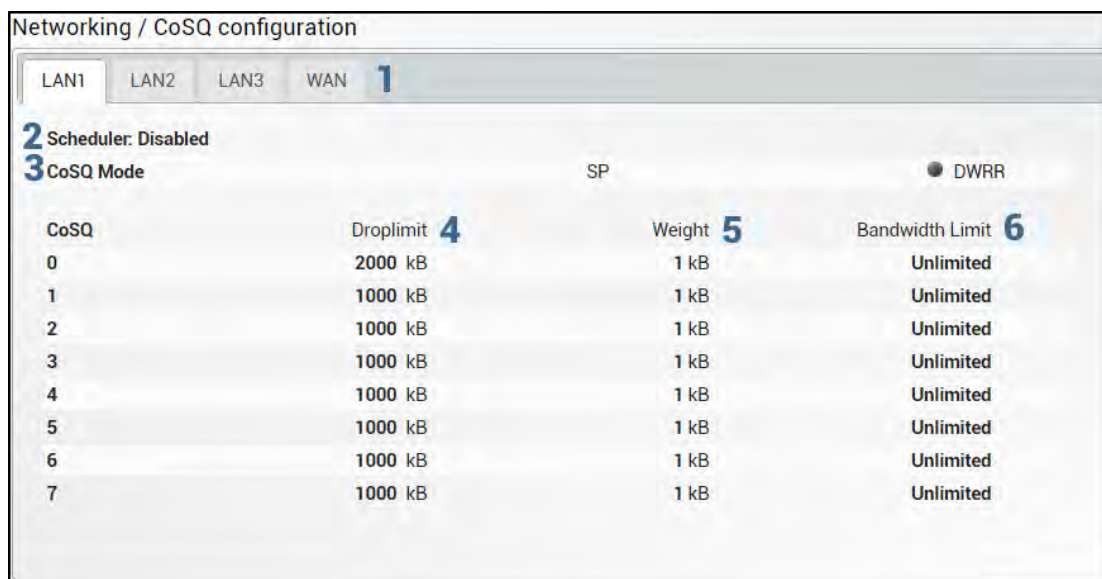 Networking / CoSQ configuration
LAN1 LAN2 LAN3 WAN 1
2 Scheduler: Disabled
3 CoSQ Mode SP DWRR
CoSQ Droplimit 4 Weight 5 Bandwidth Limit 6
0 2000 kB 1 kB Unlimited
1 1000 kB 1 kB Unlimited
2 1000 kB 1 kB Unlimited
3 1000 kB 1 kB Unlimited
4 1000 kB 1 kB Unlimited
5 1000 kB 1 kB Unlimited
6 1000 kB 1 kB Unlimited
7 1000 kB 1 kB Unlimited